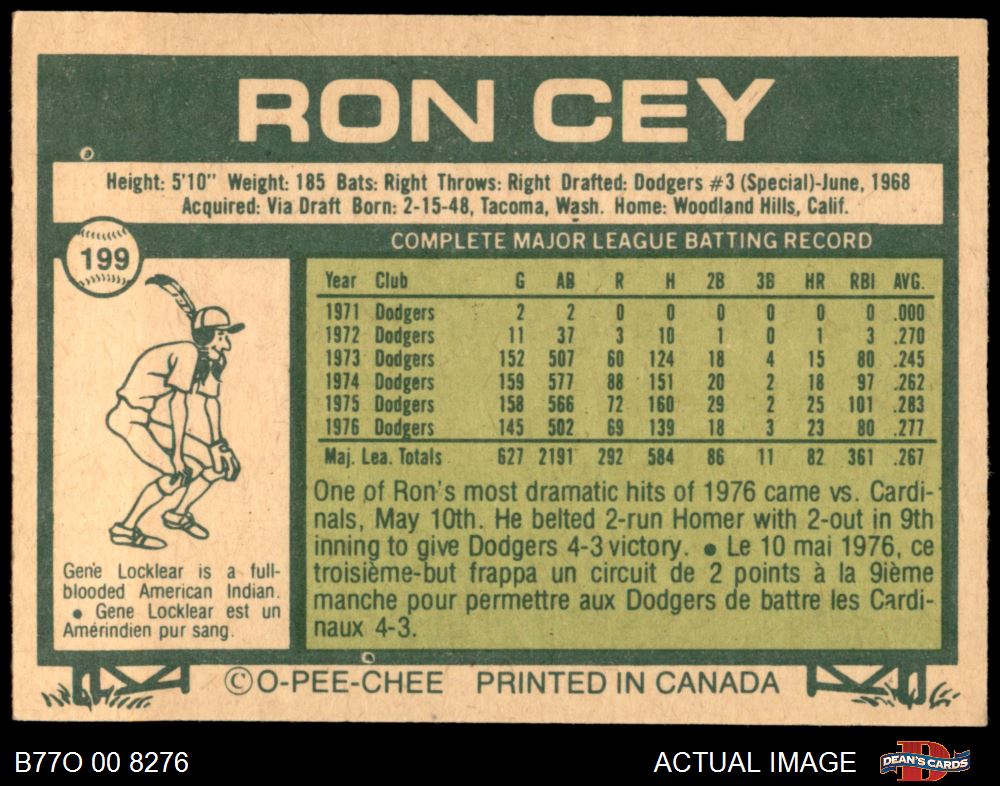 RON CEY
Height: 5'10" Weight: 185 Bats: Right Throws: Right Drafted: Dodgers #3 (Special)-June, 1968
Acquired: Via Draft Born: 2-15-48, Tacoma, Wash. Home: Woodland Hills, Calif.
199
COMPLETE MAJOR LEAGUE BATTING RECORD
Year Club G AB R H 2B 3B HR RBI AVG.
1971 Dodgers 2 2 0 0 0 0 0 0 .000
1972 Dodgers 11 37 3 10 1 0 1 3 .270
1973 Dodgers 152 507 60 124 18 4 15 80 .245
1974 Dodgers 159 577 88 151 20 2 18 97 .262
1975 Dodgers 158 566 72 160 29 2 25 101 .283
1976 Dodgers 145 502 69 139 18 3 23 80 .277
Maj. Lea. Totals 627 2191 292 584 86 11 82 361 .267
One of Ron's most dramatic hits of 1976 came vs. Cardi-
nals, May 10th. He belted 2-run Homer with 2-out in 9th
inning to give Dodgers 4-3 victory. ● Le 10 mai 1976, ce
troisième-but frappa un circuit de 2 points à la 9ième
manche pour permettre aux Dodgers de battre les Cardi-
naux 4-3.
Gene Locklear is a full-
blooded American Indian.
● Gene Locklear est un
Amérindien pur sang.
©O-PEE-CHEE PRINTED IN CANADA
B77O 00 8276
ACTUAL IMAGE
D
DEAN'S CARDS